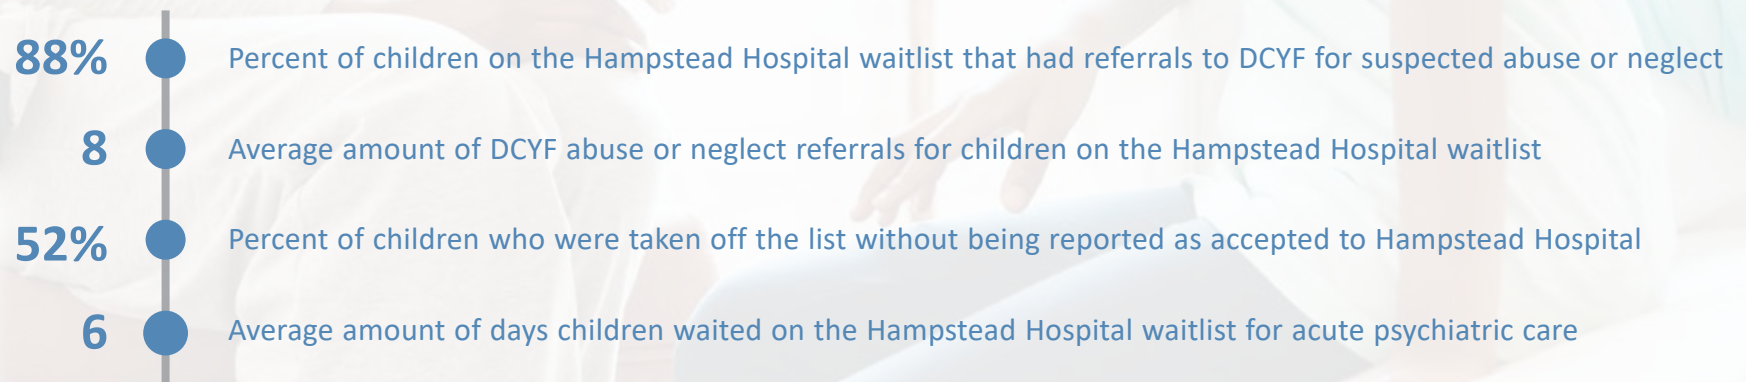 88% Percent of children on the Hampstead Hospital waitlist that had referrals to DCYF for suspected abuse or neglect
8 Average amount of DCYF abuse or neglect referrals for children on the Hampstead Hospital waitlist
52% Percent of children who were taken off the list without being reported as accepted to Hampstead Hospital
6 Average amount of days children waited on the Hampstead Hospital waitlist for acute psychiatric care